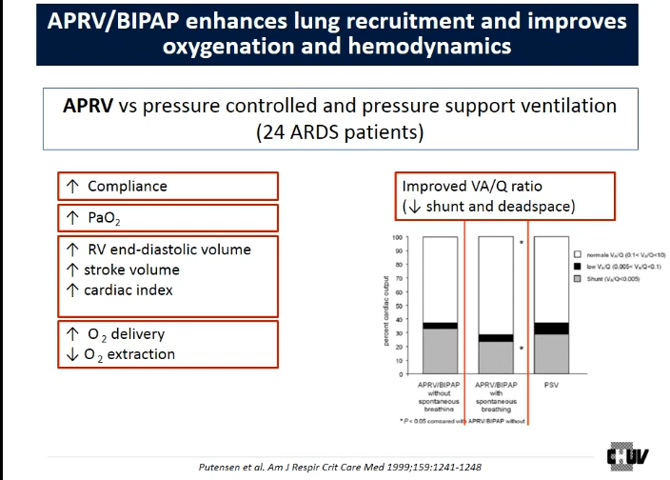 APRV/BIPAP enhances lung recruitment and improves
oxygenation and hemodynamics
APRV vs pressure controlled and pressure support ventilation
(24 ARDS patients)
↑ Compliance
↑ PaO₂
↑ RV end-diastolic volume
↑ stroke volume
↑ cardiac index
↑ O₂ delivery
↓ O₂ extraction
Improved VA/Q ratio
(↓ shunt and deadspace)
percent cardiac output
100
90
80
70
60
50
40
30
20
10
0
*
*
normale VA/Q (0.1< VA/Q<10)
low VA/Q (0,005< VA/Q<0.1)
Shunt (VA/Q<0.005)
APRV/BIPAP
without
spontaneous
breathing
APRV/BIPAP
with
spontaneous
breathing
PSV
* P < 0.05 compared with APRV/BIPAP without
Putensen et al. Am J Respir Crit Care Med 1999;159:1241-1248
CHUV